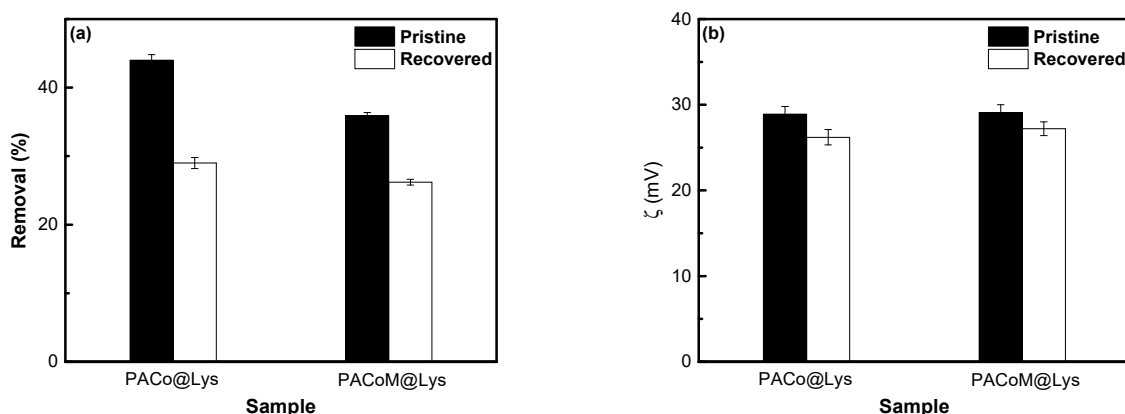 (a)
Pristine
Recovered
Removal (%)
40
20
0
PACo@Lys
PACoM@Lys
Sample
(b)
Pristine
Recovered
ζ (mV)
40
30
20
10
0
PACo@Lys
PACoM@Lys
Sample